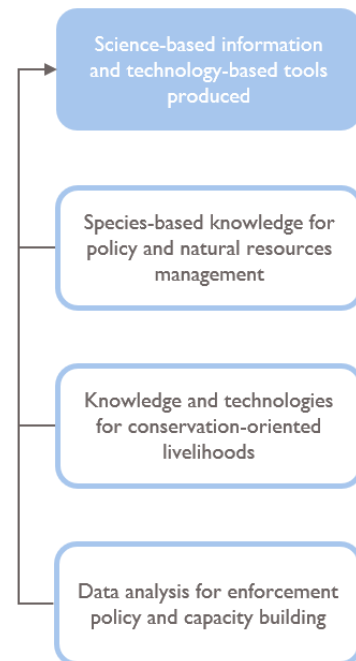 Science-based information
and technology-based tools
produced
Species-based knowledge for
policy and natural resources
management
Knowledge and technologies
for conservation-oriented
livelihoods
Data analysis for enforcement
policy and capacity building